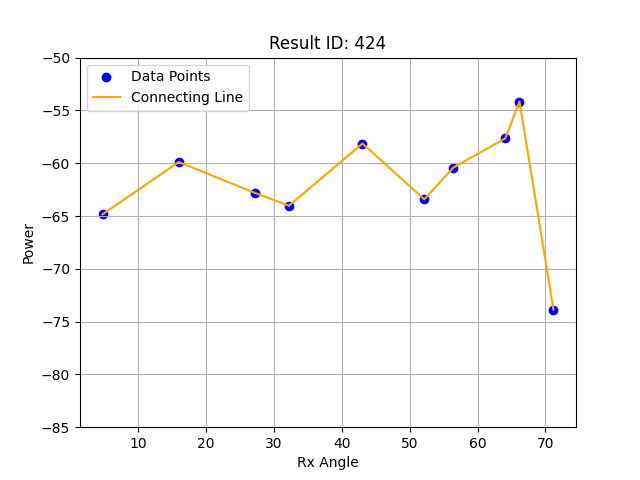 Result ID: 424
Data Points
Connecting Line
Power
−50
−55
−60
−65
−70
−75
−80
−85
10 20 30 40 50 60 70
Rx Angle